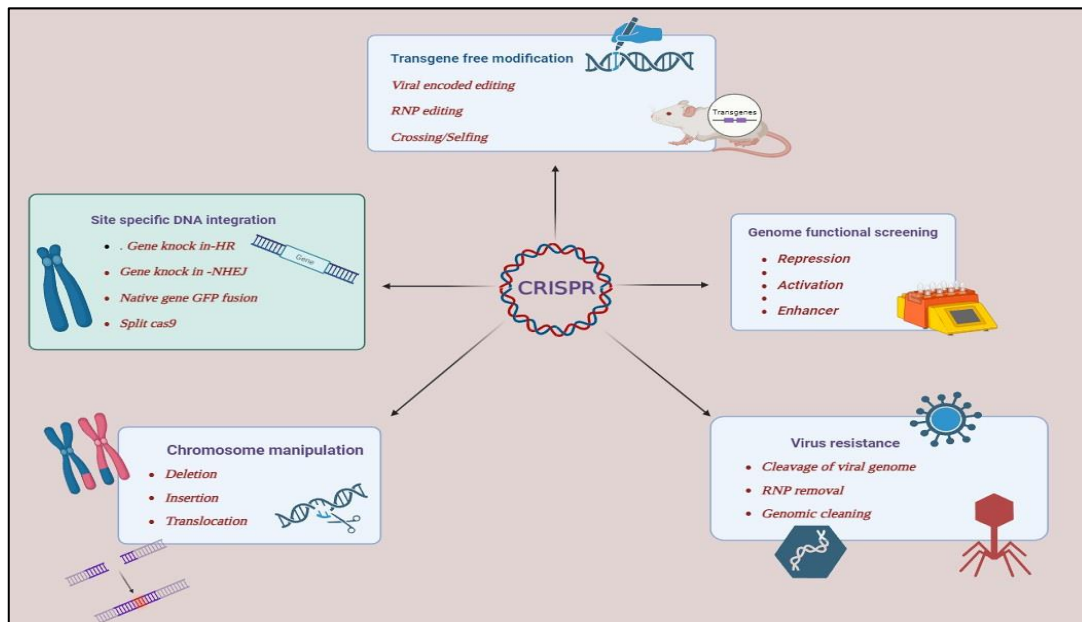 Transgene free modification
Viral encoded editing
RNP editing
Crossing/Selfing
Transgenes
Site specific DNA integration
. Gene knock in-HR
Gene knock in -NHEJ
Native gene GFP fusion
Split cas9
Gene
CRISPR
Genome functional screening
Repression
Activation
Enhancer
Chromosome manipulation
Deletion
Insertion
Translocation
Virus resistance
Cleavage of viral genome
RNP removal
Genomic cleaning